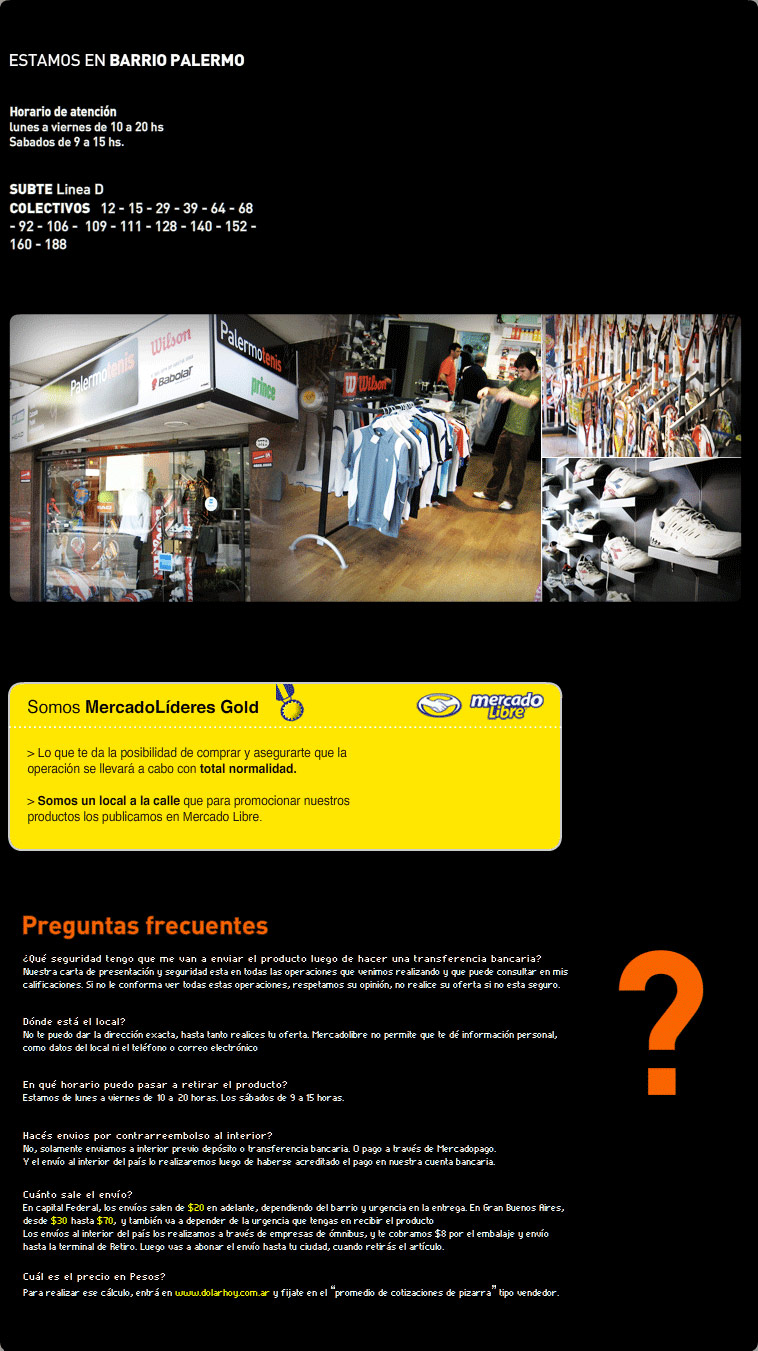 ESTAMOS EN BARRIO PALERMO
Horario de atención
lunes a viernes de 10 a 20 hs
Sabados de 9 a 15 hs.
SUBTE Linea D
COLECTIVOS 12 - 15 - 29 - 39 - 64 - 68
- 92 - 106 - 109 - 111 - 128 - 140 - 152 -
160 - 188
Palermotenis
Wilson
Babolat
Palermotenis
prince
W Wilson
Somos MercadoLíderes Gold
mercado
Libre
> Lo que te da la posibilidad de comprar y asegurarte que la
operación se llevará a cabo con total normalidad.
> Somos un local a la calle que para promocionar nuestros
productos los publicamos en Mercado Libre.
Preguntas frecuentes
¿Qué seguridad tengo que me van a enviar el producto luego de hacer una transferencia bancaria?
Nuestra carta de presentación y seguridad esta en todas las operaciones que venimos realizando y que puede consultar en mis
calificaciones. Si no le conforma ver todas estas operaciones, respetamos su opinión, no realice su oferta si no esta seguro.
?
Dónde está el local?
No te puedo dar la dirección exacta, hasta tanto realices tu oferta. Mercadolibre no permite que te dé información personal,
como datos del local ni el teléfono o correo electrónico
En qué horario puedo pasar a retirar el producto?
Estamos de lunes a viernes de 10 a 20 horas. Los sábados de 9 a 15 horas.
Hacés envios por contrarreembolso al interior?
No, solamente enviamos a interior previo depósito o transferencia bancaria. O pago a través de Mercadopago.
Y el envío al interior del país lo realizaremos luego de haberse acreditado el pago en nuestra cuenta bancaria.
Cuánto sale el envío?
En capital Federal, los envíos salen de $20 en adelante, dependiendo del barrio y urgencia en la entrega. En Gran Buenos Aires,
desde $30 hasta $70, y también va a depender de la urgencia que tengas en recibir el producto
Los envíos al interior del país los realizamos a través de empresas de ómnibus, y te cobramos $8 por el embalaje y envío
hasta la terminal de Retiro. Luego vas a abonar el envío hasta tu ciudad, cuando retirás el artículo.
Cuál es el precio en Pesos?
Para realizar ese cálculo, entrá en www.dolarhoy.com.ar y fijate en el "promedio de cotizaciones de pizarra" tipo vendedor.